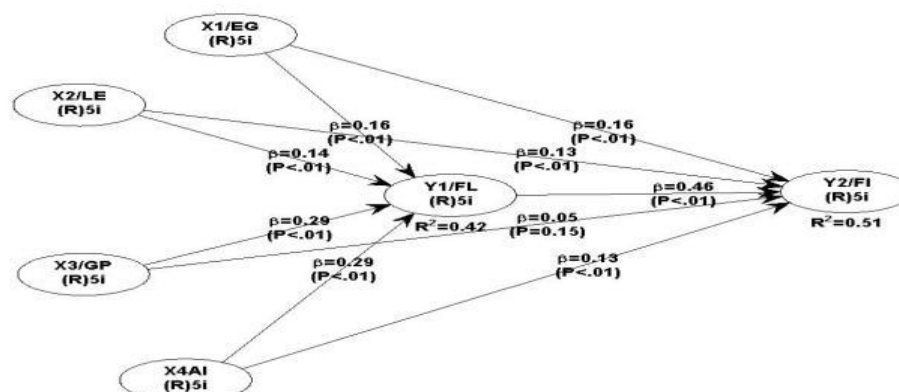 X1/EG
(R)5i
X2/LE
(R)5i
β=0.16
(P<.01)
β=0.16
(P<.01)
β=0.14
(P<.01)
β=0.13
(P<.01)
Y1/FL
(R)5i
R²=0.42
β=0.46
(P<.01)
Y2/FI
(R)5i
R²=0.51
β=0.29
(P<.01)
β=0.05
(P=0.15)
X3/GP
(R)5i
β=0.29
(P<.01)
β=0.13
(P<.01)
X4AI
(R)5i